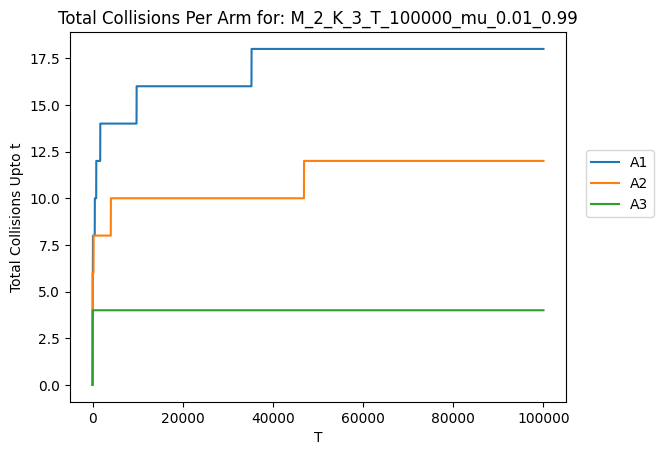 Total Collisions Per Arm for: M_2_K_3_T_100000_mu_0.01_0.99
17.5
15.0
12.5
10.0
7.5
5.0
2.5
0.0
Total Collisions Upto t
0
20000
40000
60000
80000
100000
T
A1
A2
A3